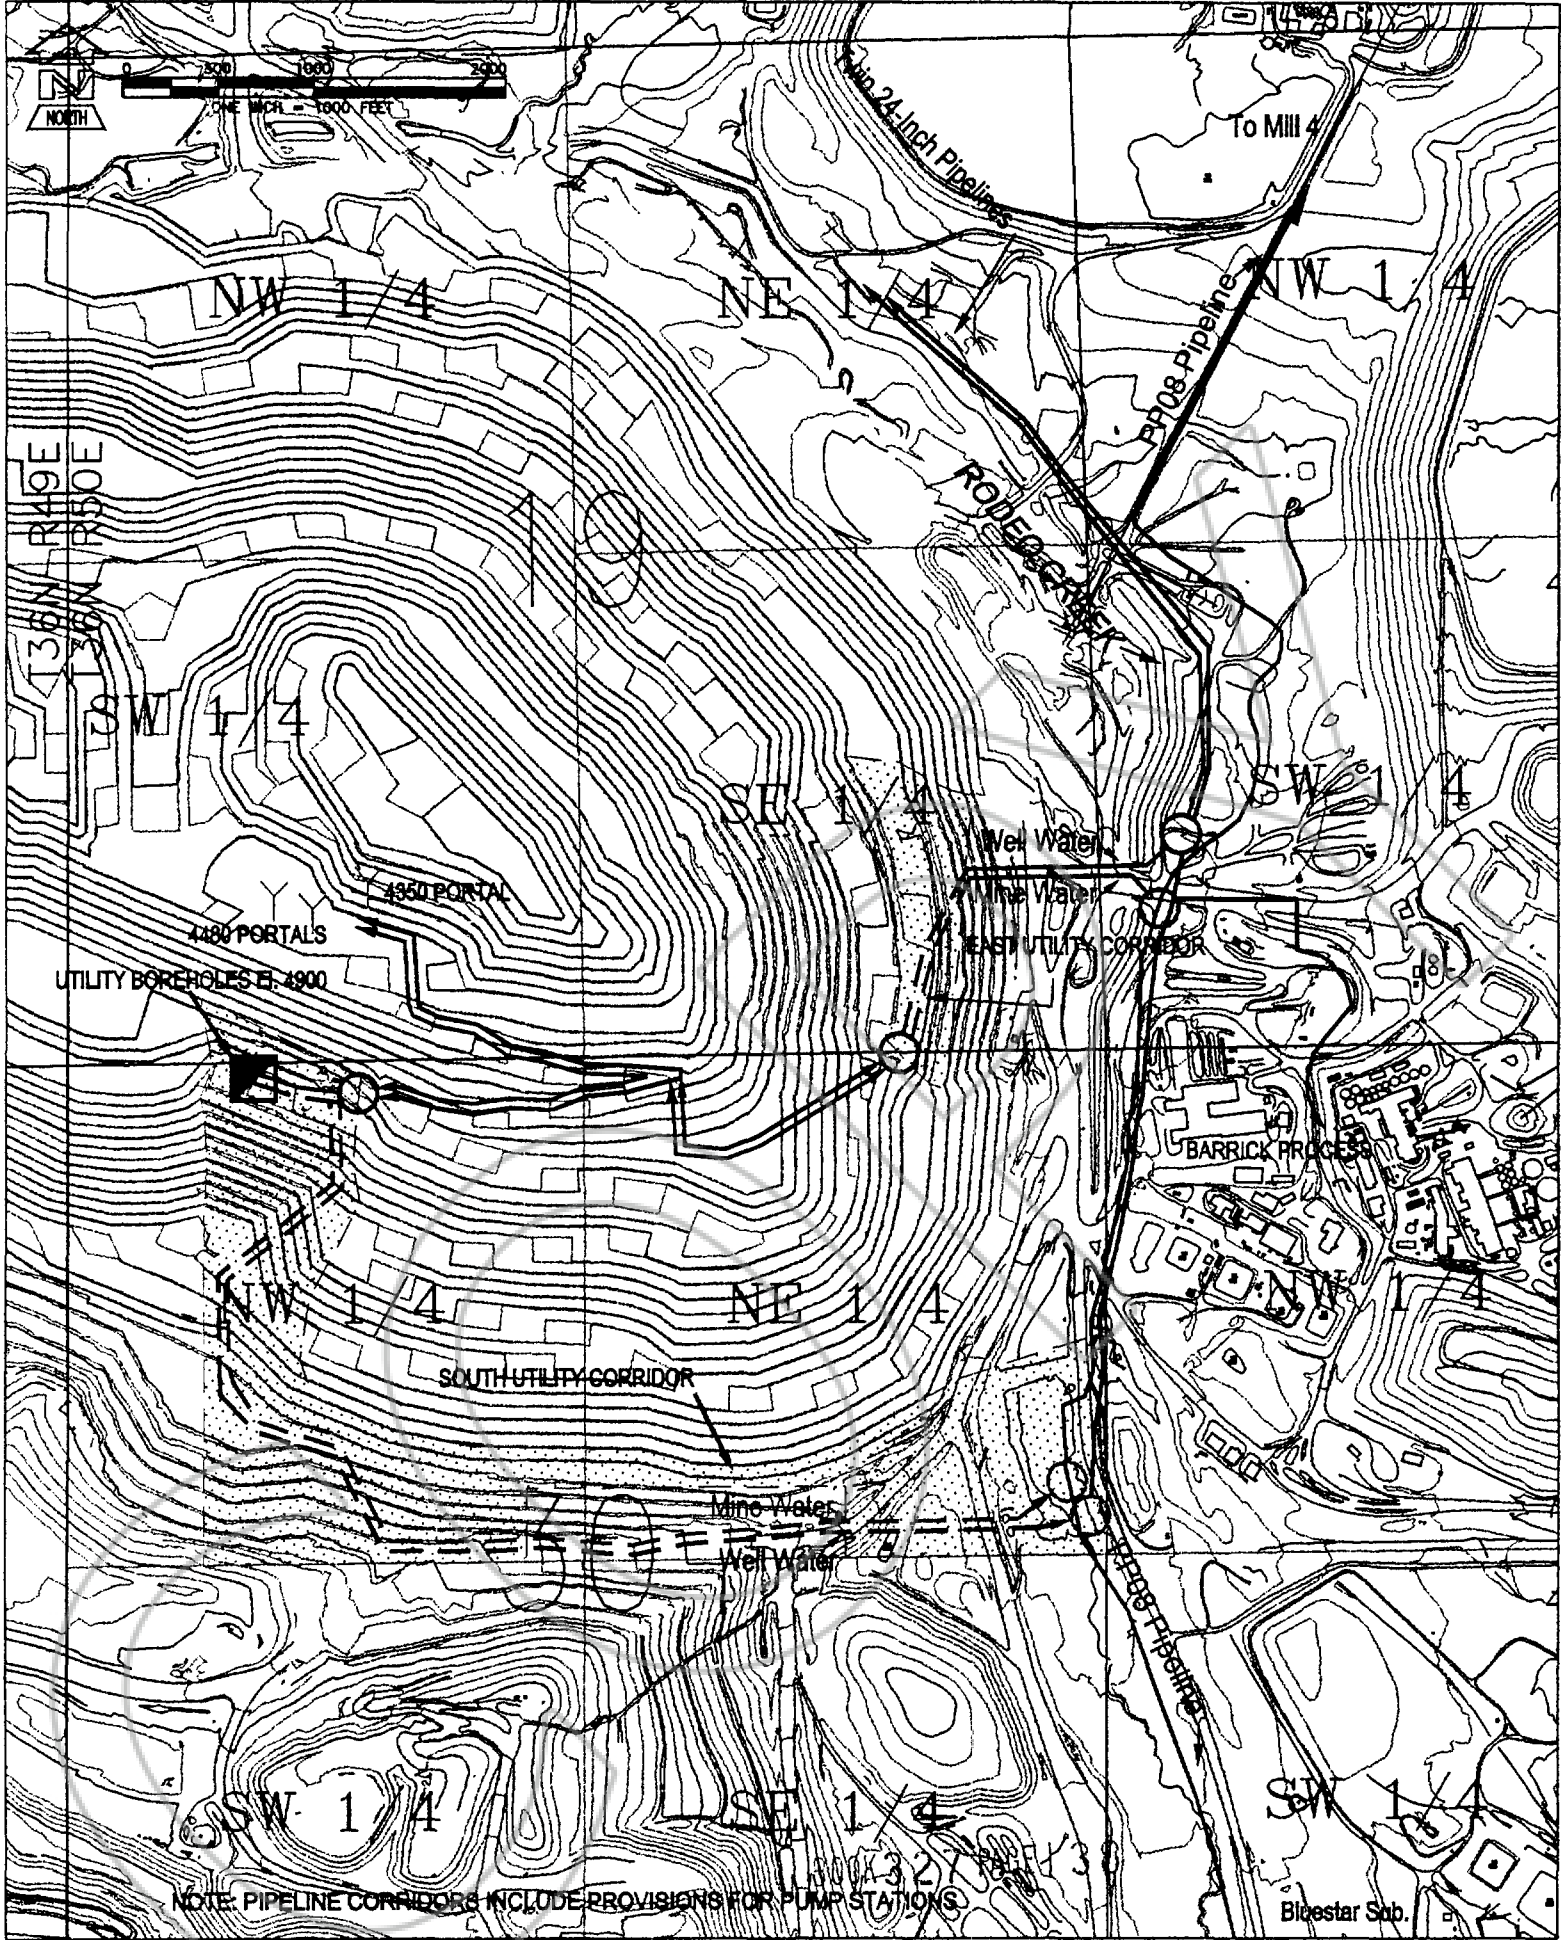 0 500 1000 2000
ONE INCH = 1000 FEET
NORTH
Twin 24-Inch Pipelines
To Mill 4
NW 1/4
NE 1/4
NW 1/4
PP08 Pipeline
RODEO CREEK
19
T36N R49E
T36N R50E
SW 1/4
SE 1/4
SW 1/4
Well Water
Mine Water
4350 PORTAL
4480 PORTALS
EAST UTILITY CORRIDOR
UTILITY BOREHOLES El. 4900
BARRICK PROCESS
NW 1/4
NE 1/4
NW 1/4
SOUTH UTILITY CORRIDOR
30
Mine Water
Well Water
PP08 Pipeline
SW 1/4
SE 1/4
SW 1/4
NOTE: PIPELINE CORRIDORS INCLUDE PROVISIONS FOR PUMP STATIONS
Bluestar Sub.